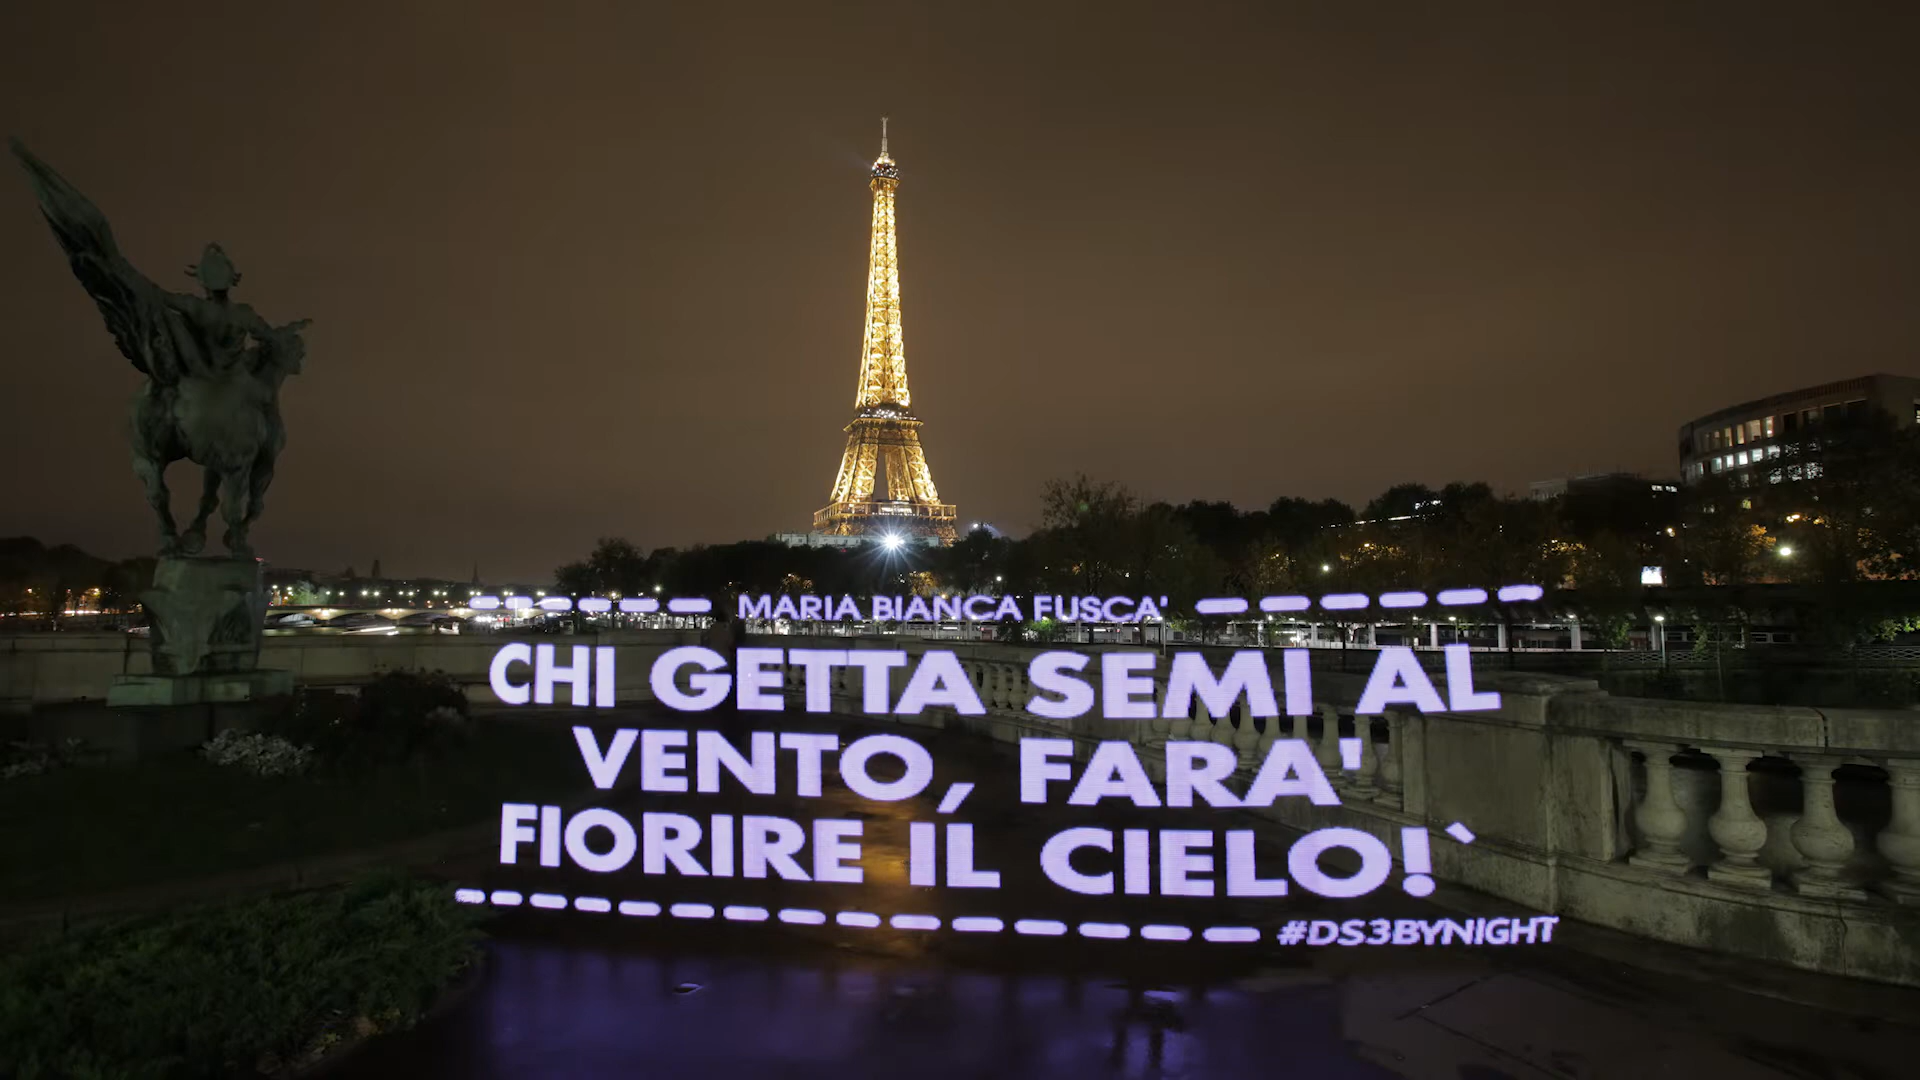 MARIA BIANCA FUSCA'
CHI GETTA SEMI AL
VENTO, FARA'
FIORIRE IL CIELO!`
#DS3BYNIGHT